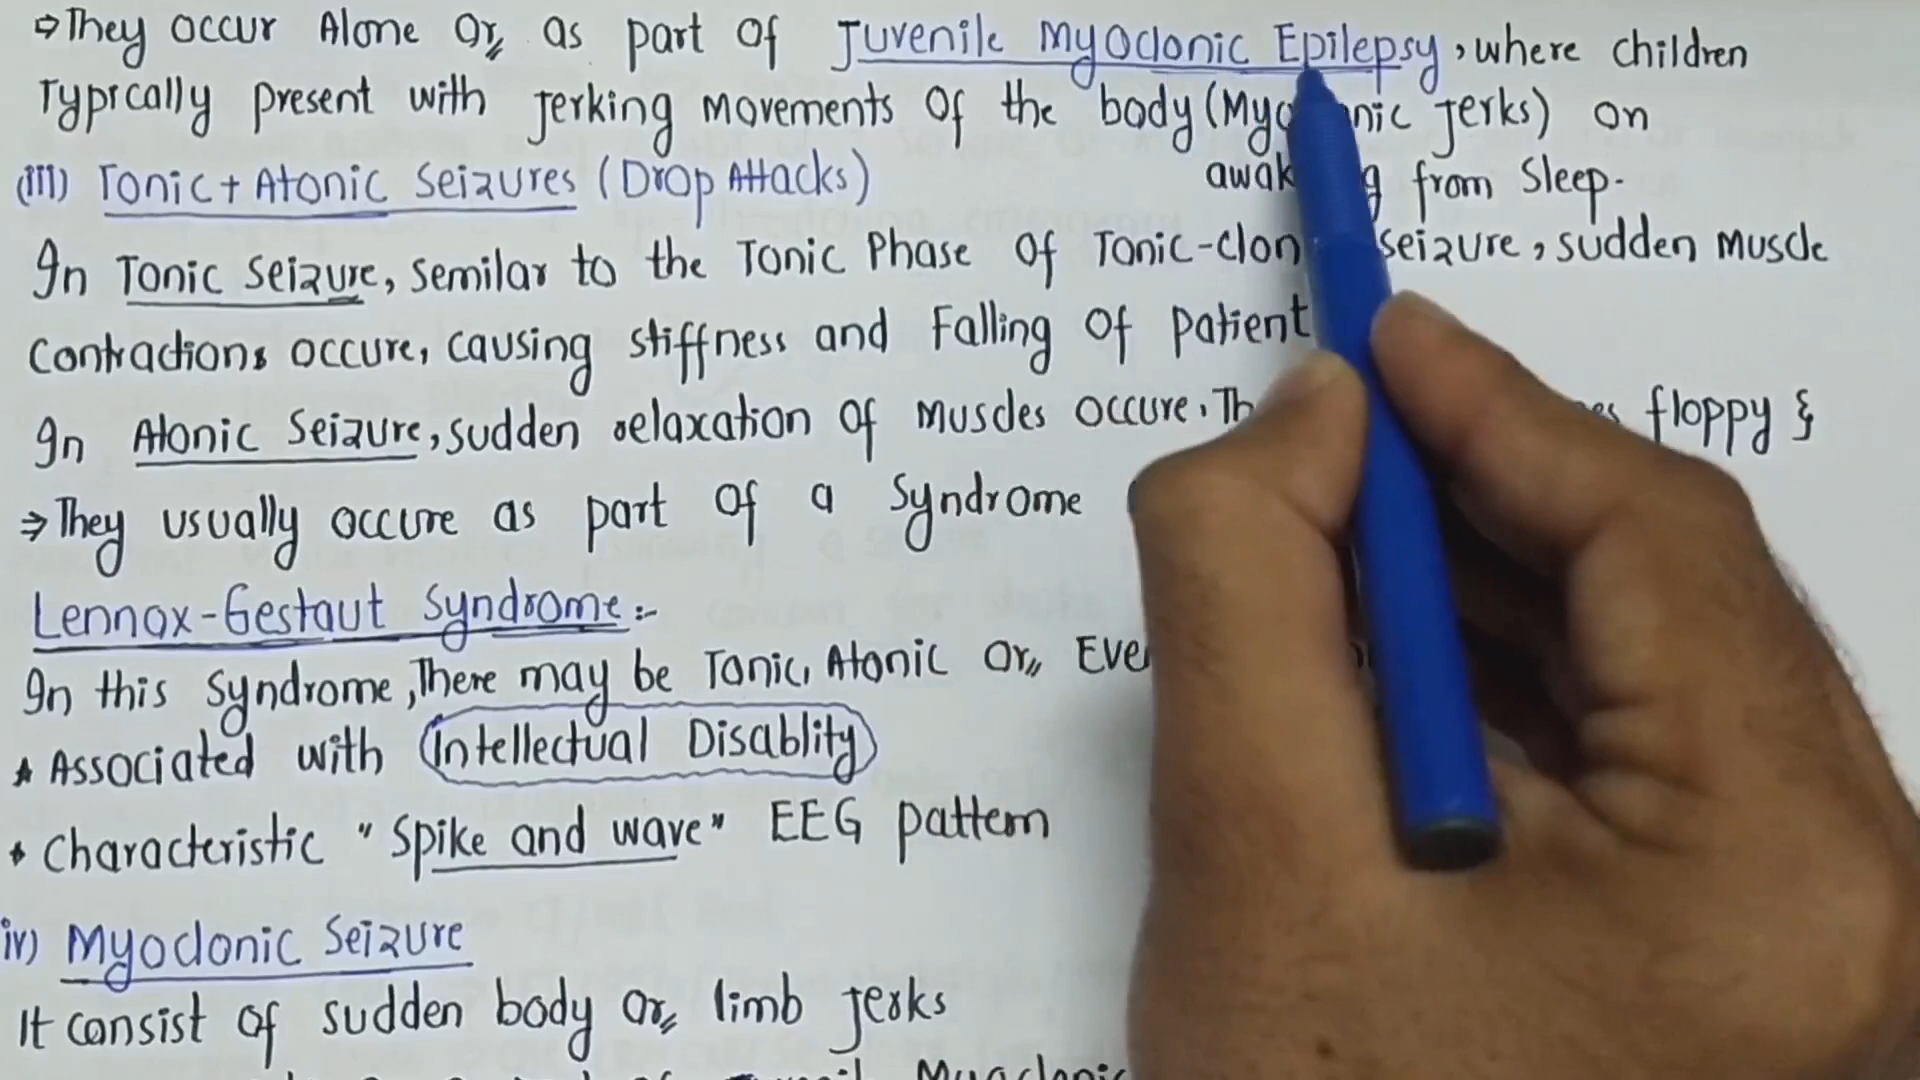 ⇒They occur Alone Or, as part of Juvenile Myoclonic Epilepsy, where children
Typically present with Jerking movements of the body (Myo nic Jerks) on
awak g from Sleep.
(iii) Tonic + Atonic Seizures (Drop Attacks)
In Tonic Seizure, Semilar to the Tonic Phase of Tonic-clon seizure, sudden Muscle
Contractions occure, causing stiffness and Falling of patient
In Atonic Seizure, sudden relaxation of Muscles occure. floppy &
⇒They usually occure as part of a Syndrome
Lennox-Gestaut Syndrome:-
In this Syndrome, There may be Tonic, Atonic Or,
* Associated with Intellectual Disablity
* Characteristic "Spike and wave" EEG pattern
iv) Myoclonic Seizure
It consist of sudden body or, limb jerks
Myoclonic